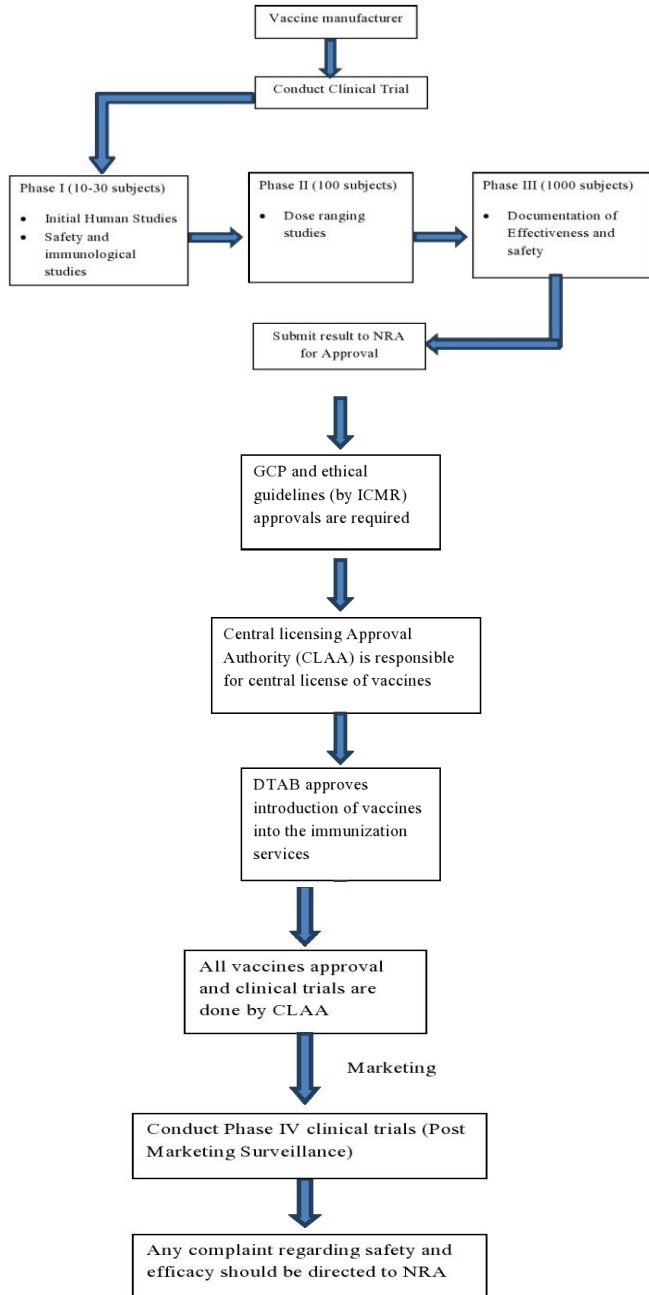 Vaccine manufacturer
Conduct Clinical Trial
Phase I (10-30 subjects)
• Initial Human Studies
• Safety and
immunological
studies
Phase II (100 subjects)
• Dose ranging
studies
Phase III (1000 subjects)
• Documentation of
Effectiveness and
safety
Submit result to NRA
for Approval
GCP and ethical
guidelines (by ICMR)
approvals are required
Central licensing Approval
Authority (CLAA) is responsible
for central license of vaccines
DTAB approves
introduction of vaccines
into the immunization
services
All vaccines approval
and clinical trials are
done by CLAA
Marketing
Conduct Phase IV clinical trials (Post
Marketing Surveillance)
Any complaint regarding safety and
efficacy should be directed to NRA